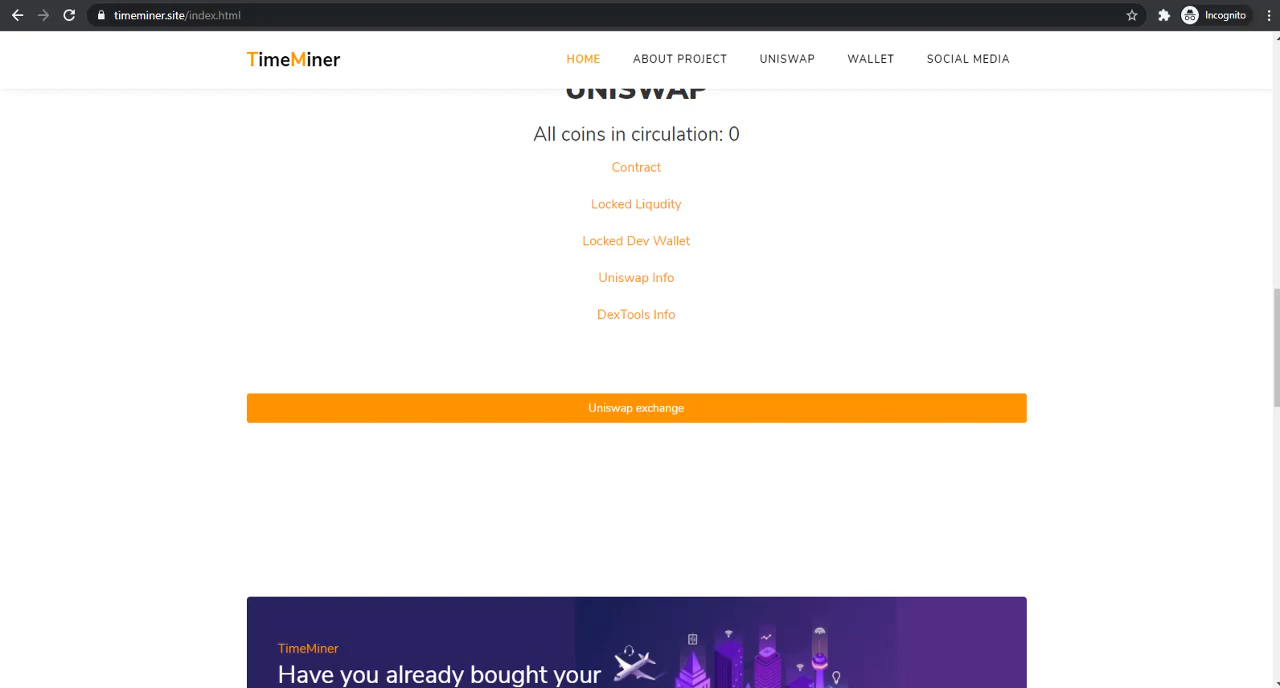 timeminer.site/index.html
Incognito
TimeMiner
HOME
ABOUT PROJECT
UNISWAP
WALLET
SOCIAL MEDIA
UNISWAP
All coins in circulation: 0
Contract
Locked Liqudity
Locked Dev Wallet
Uniswap Info
DexTools Info
Uniswap exchange
TimeMiner
Have you already bought your